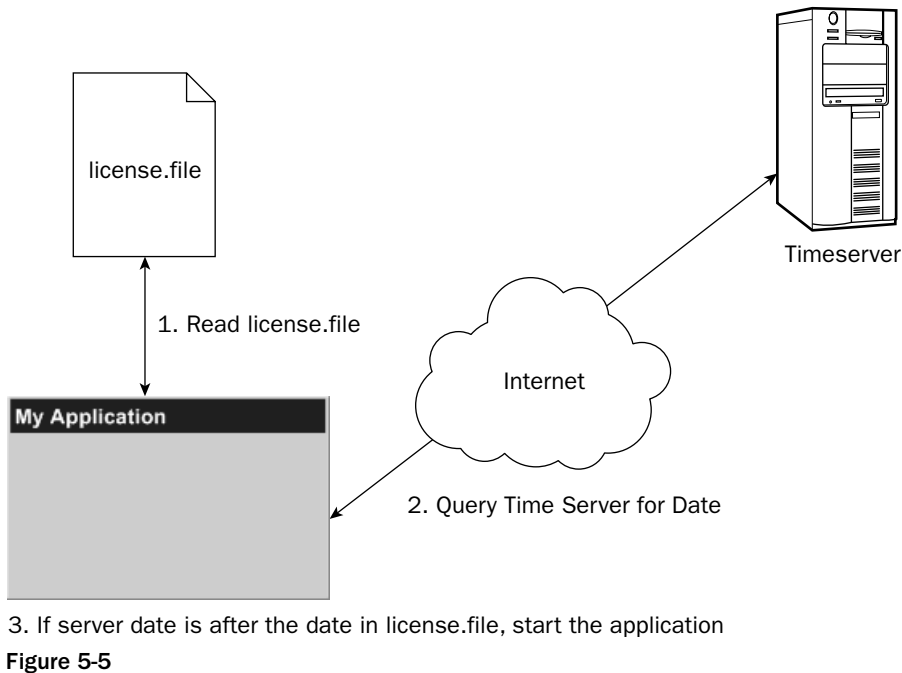 license.file
Timeserver
1. Read license.file
Internet
My Application
2. Query Time Server for Date
3. If server date is after the date in license.file, start the application
Figure 5-5